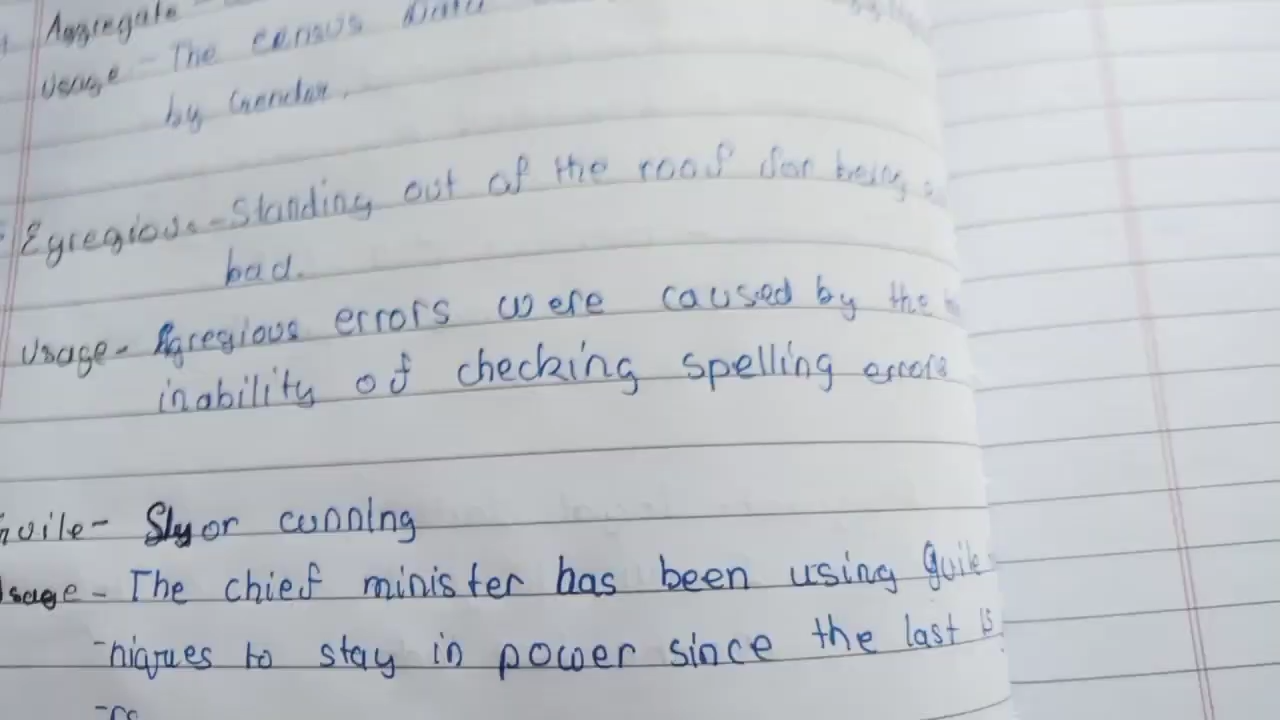 Aggregate -
Usage - The census Data
by Gender.
Egregious - Standing out of the roof for being
bad.
Usage - Egregious errors were caused by the
inability of checking spelling errors
Sly or cunning
The chief minister has been using guile
-niques to stay in power since the last 15